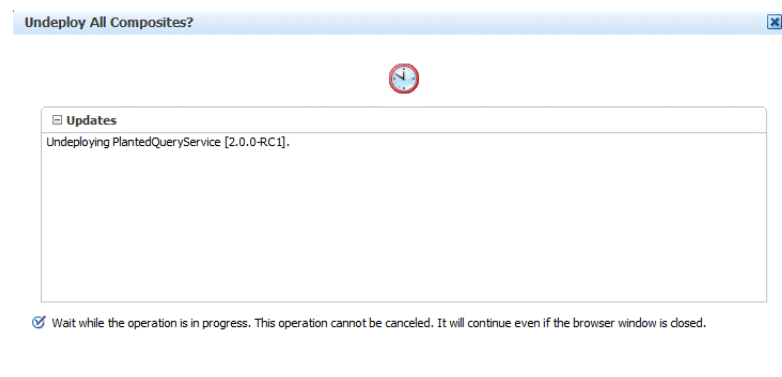 Undeploy All Composites?
Updates
Undeploying PlantedQueryService [2.0.0-RC1].
Wait while the operation is in progress. This operation cannot be canceled. It will continue even if the browser window is closed.